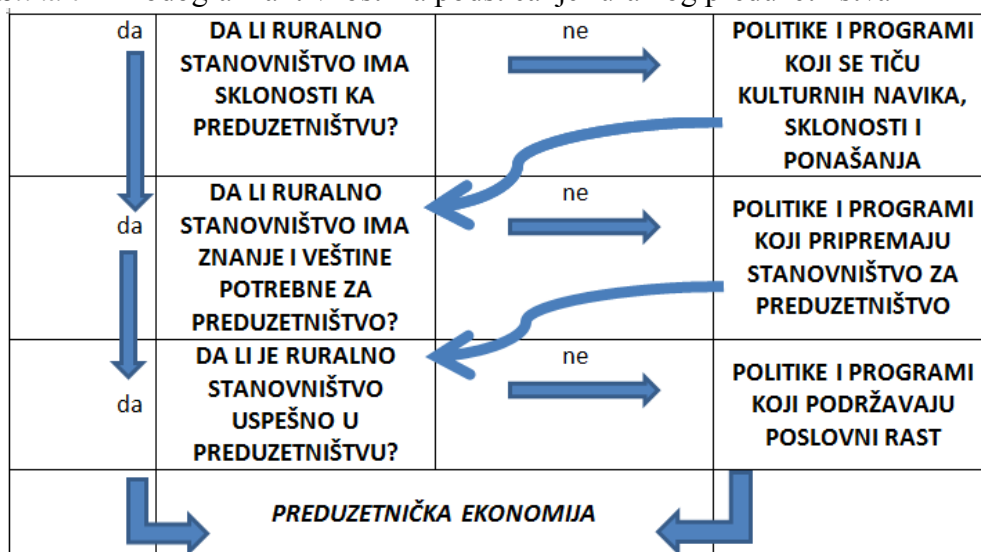 da
DA LI RURALNO
STANOVNIŠTVO IMA
SKLONOSTI KA
PREDUZETNIŠTVU?
ne
POLITIKE I PROGRAMI
KOJI SE TIČU
KULTURNIH NAVIKA,
SKLONOSTI I
PONAŠANJA
da
DA LI RURALNO
STANOVNIŠTVO IMA
ZNANJE I VEŠTINE
POTREBNE ZA
PREDUZETNIŠTVO?
ne
POLITIKE I PROGRAMI
KOJI PRIPREMAJU
STANOVNIŠTVO ZA
PREDUZETNIŠTVO
da
DA LI JE RURALNO
STANOVNIŠTVO
USPEŠNO U
PREDUZETNIŠTVU?
ne
POLITIKE I PROGRAMI
KOJI PODRŽAVAJU
POSLOVNI RAST
PREDUZETNIČKA EKONOMIJA